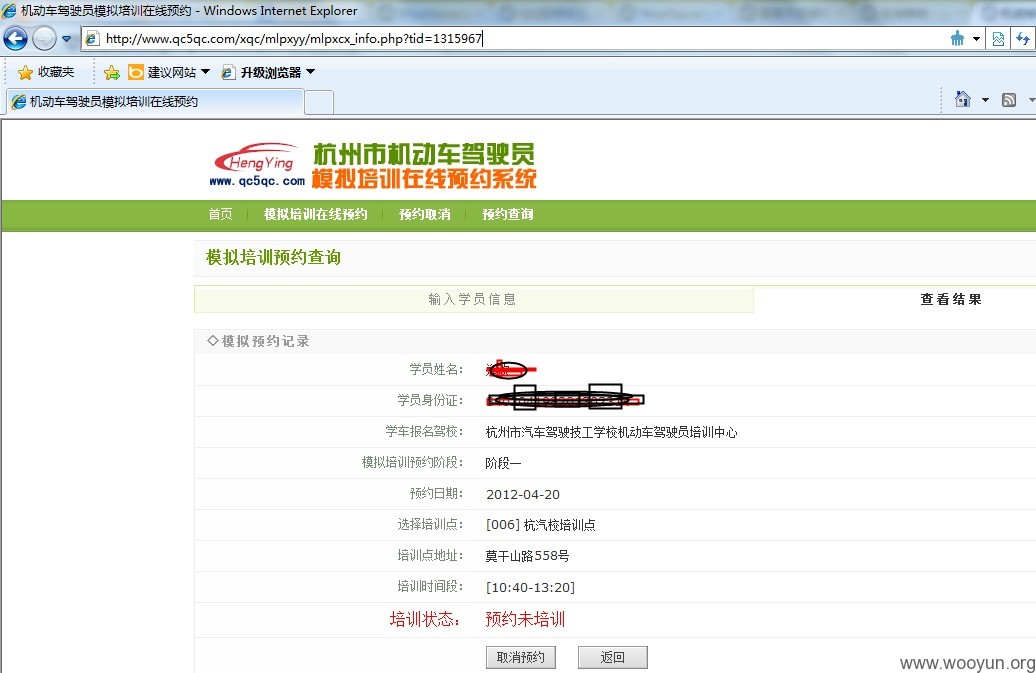 机动车驾驶员模拟培训在线预约 - Windows Internet Explorer
http://www.qc5qc.com/xqc/mlpxyy/mlpxcx_info.php?tid=1315967
收藏夹 建议网站 升级浏览器
机动车驾驶员模拟培训在线预约
HengYing
www.qc5qc.com
杭州市机动车驾驶员
模拟培训在线预约系统
首页 模拟培训在线预约 预约取消 预约查询
模拟培训预约查询
输入学员信息 查看结果
◇模拟预约记录
学员姓名:
学员身份证:
学车报名驾校: 杭州市汽车驾驶技工学校机动车驾驶员培训中心
模拟培训预约阶段: 阶段一
预约日期: 2012-04-20
选择培训点: [006] 杭汽校培训点
培训点地址: 莫干山路558号
培训时间段: [10:40-13:20]
培训状态: 预约未培训
取消预约 返回
www.wooyun.org